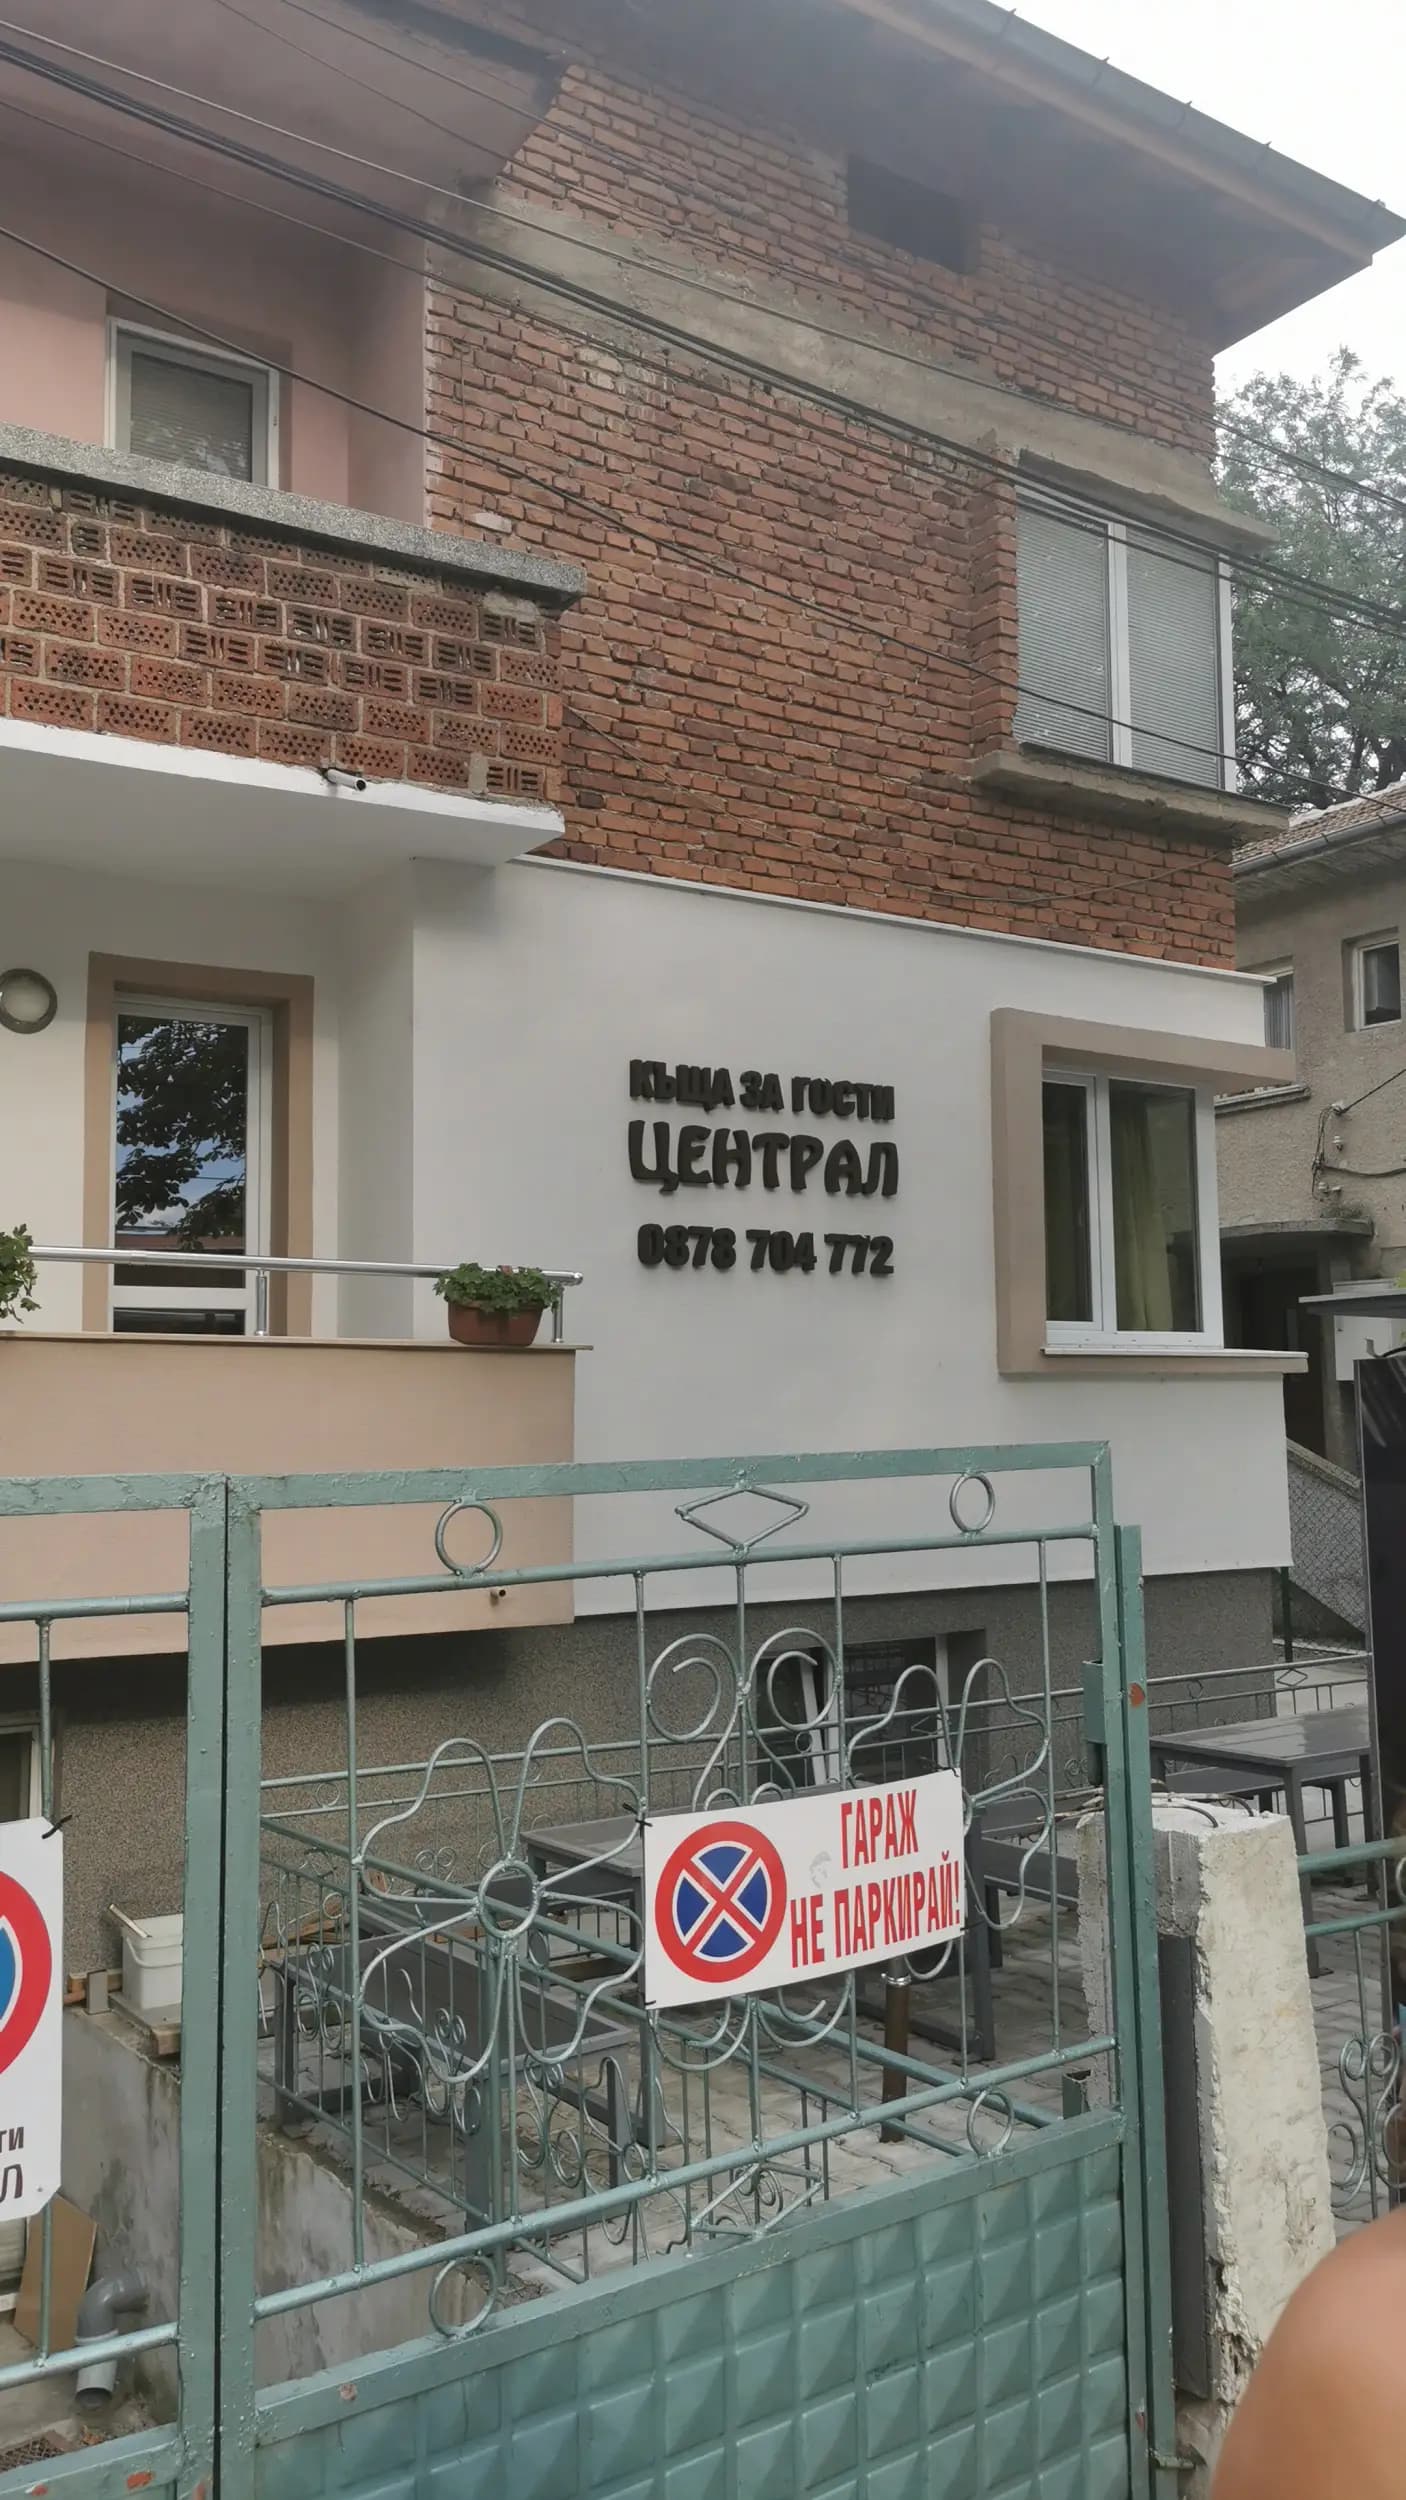 КЪЩА ЗА ГОСТИ
ЦЕНТРАЛ
0878 704 772
ГАРАЖ
НЕ ПАРКИРАЙ!